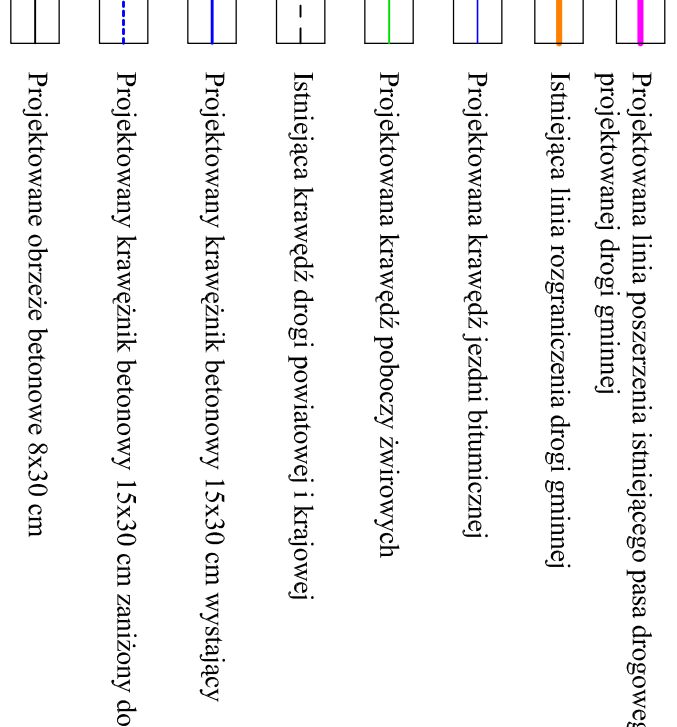 Projektowana linia poszerzenia istniejącego pasa
projektowanej drogi gminnej
Istniejąca linia rozgraniczenia drogi gminnej
Projektowana krawędź jezdni bitumicznej
Projektowana krawędź poboczy żwirowych
Istniejąca krawędź drogi powiatowej i krajowej
Projektowany krawężnik betonowy 15x30 cm wystający
Projektowany krawężnik betonowy 15x30 cm zaniżony do
Projektowane obrzeże betonowe 8x30 cm